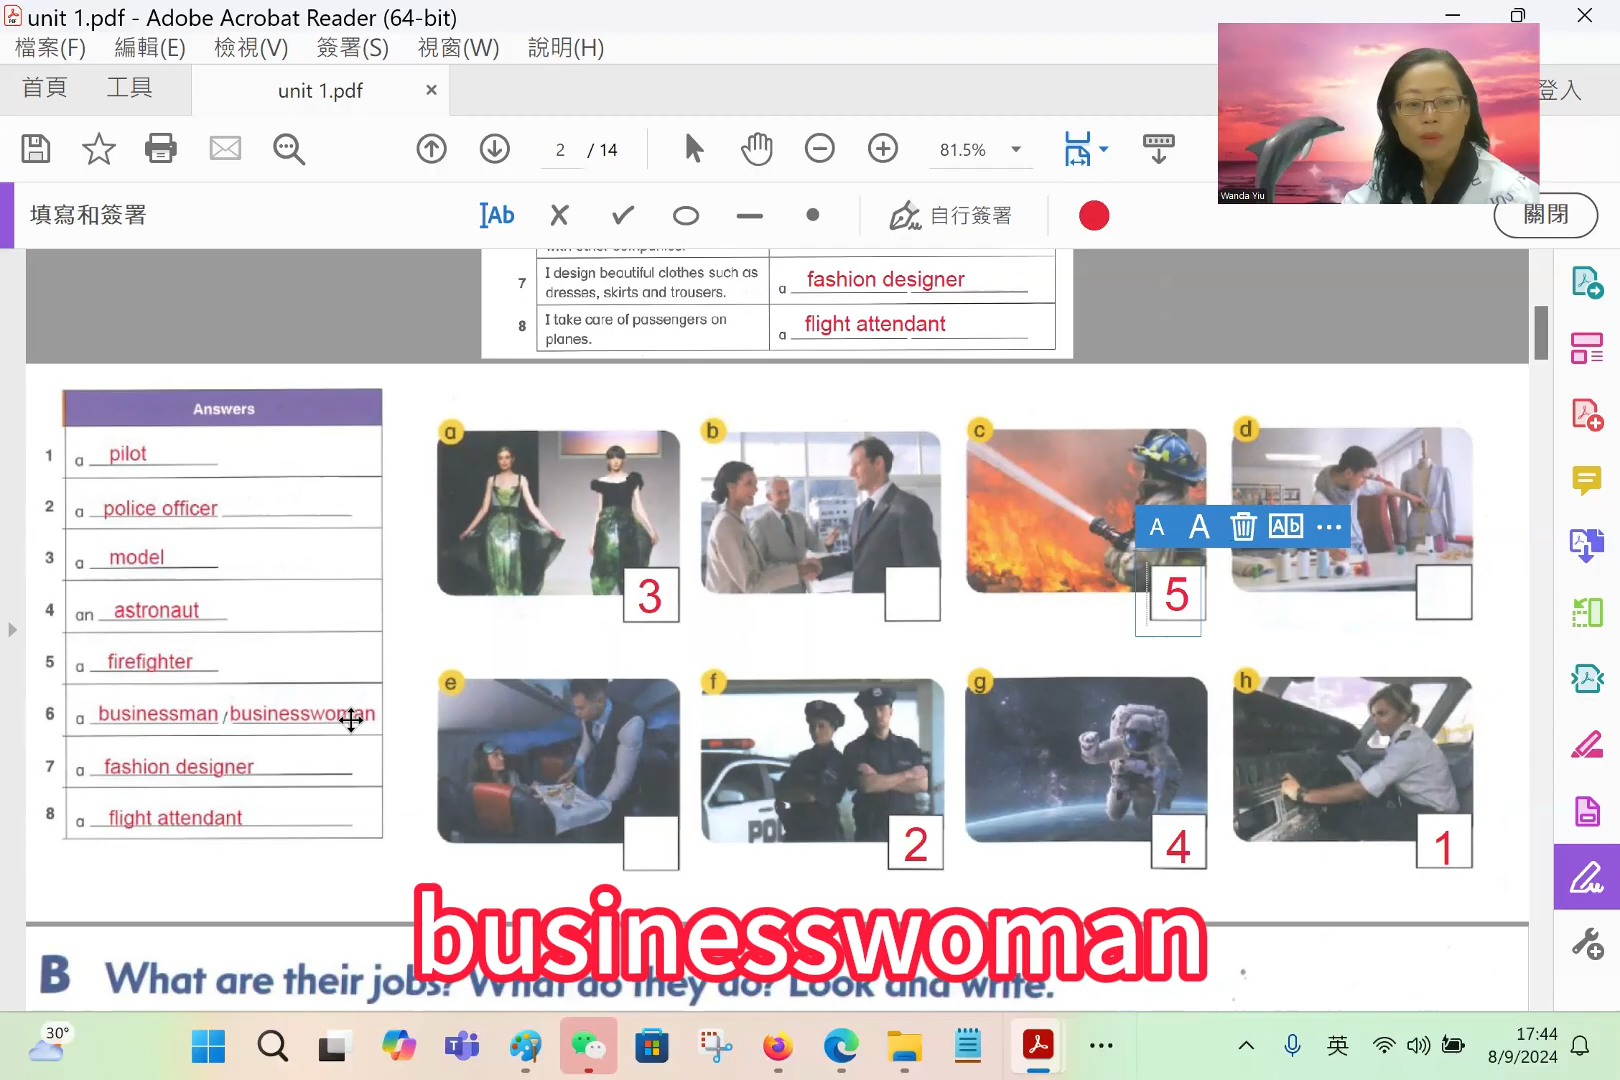 unit 1.pdf - Adobe Acrobat Reader (64-bit)
檔案(F) 編輯(E) 檢視(V) 簽署(S) 視窗(W) 說明(H)
首頁 工具 unit 1.pdf × 登入
2 / 14 81.5%
Wanda Yiu
填寫和簽署 Ab 自行簽署 關閉
7 I design beautiful clothes such as dresses, skirts and trousers. a fashion designer
8 I take care of passengers on planes. a flight attendant
Answers
1 a pilot
2 a police officer
3 a model
4 an astronaut
5 a firefighter
6 a businessman / businesswoman
7 a fashion designer
8 a flight attendant
a b c d
A A Ab
3 5
e f g h
POL
2 4 1
businesswoman
B What are their jobs? What do they do? Look and write.
30°
英
17:44
8/9/2024